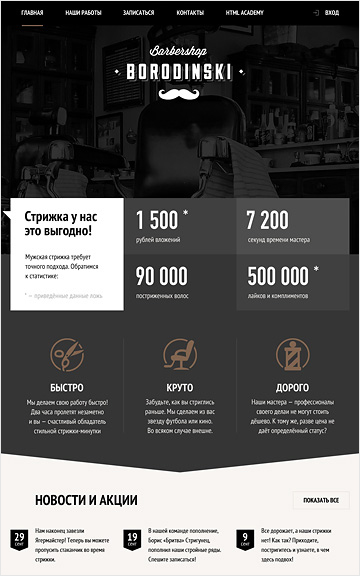 ГЛАВНАЯ НАШИ РАБОТЫ ЗАПИСАТЬСЯ КОНТАКТЫ HTML ACADEMY ВХОД
Barbershop
BORODINSKI
Стрижка у нас
это выгодно!
Мужская стрижка требует
точного подхода. Обратимся
к статистике:
* — приведённые данные ложь
1 500 *
рублей вложений
7 200
секунд времени мастера
90 000
постриженных волос
500 000 *
лайков и комплиментов
БЫСТРО
Мы делаем свою работу быстро!
Два часа пролетят незаметно
и вы — счастливый обладатель
стильной стрижки-минутки
КРУТО
Забудьте, как вы стриглись
раньше. Мы сделаем из вас
звезду футбола или кино.
Во всяком случае внешне.
ДОРОГО
Наши мастера — профессионалы
своего дела и не могут стоить
дёшево. К тому же, разве цена не
даёт определённый статус?
НОВОСТИ И АКЦИИ
ПОКАЗАТЬ ВСЕ
29
СЕНТ
Нам наконец завезли
Ягермайстер! Теперь вы можете
пропустить стаканчик во время
стрижки.
19
СЕНТ
В нашей команде пополнение,
Борис «Бритва» Стригунец,
пополнил наши стройные ряды.
Спешите записаться!
9
СЕНТ
Все дорожает, а наши стрижки
нет! Как так? Приходите,
постригитесь и узнаете, в чем
здесь подвох!